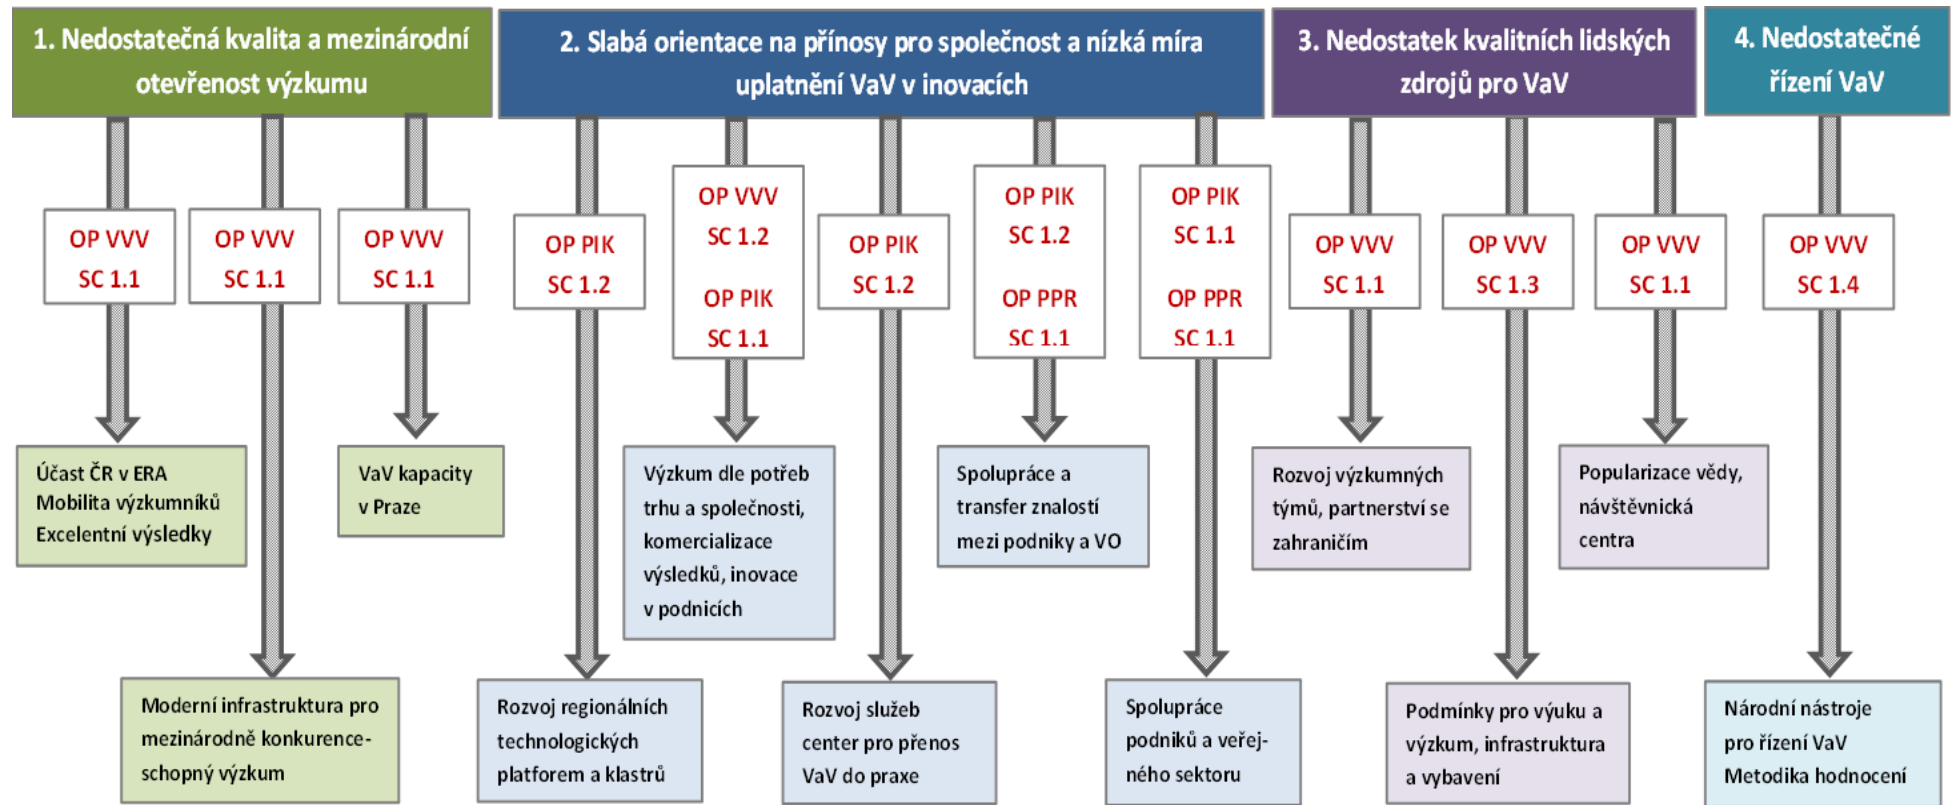 1. Nedostatečná kvalita a mezinárodní
otevřenost výzkumu
2. Slabá orientace na přínosy pro společnost a nízká míra
uplatnění VaV v inovacích
3. Nedostatek kvalitních lidských
zdrojů pro VaV
4. Nedostatečné
řízení VaV
OP VVV
SC 1.1
OP VVV
SC 1.1
OP VVV
SC 1.1
OP PIK
SC 1.2
OP VVV
SC 1.2
OP PIK
SC 1.1
OP PIK
SC 1.2
OP PIK
SC 1.2
OP PPR
SC 1.1
OP PIK
SC 1.1
OP PPR
SC 1.1
OP VVV
SC 1.1
OP VVV
SC 1.3
OP VVV
SC 1.1
OP VVV
SC 1.4
Účast ČR v ERA
Mobilita výzkumníků
Excelentní výsledky
VaV kapacity
v Praze
Výzkum dle potřeb
trhu a společnosti,
komercializace
výsledků, inovace
v podnicích
Spolupráce a
transfer znalostí
mezi podniky a VO
Rozvoj výzkumných
týmů, partnerství se
zahraničím
Popularizace vědy,
návštěvnická
centra
Moderní infrastruktura pro
mezinárodně konkurence-
schopný výzkum
Rozvoj regionálních
technologických
platforem a klastrů
Rozvoj služeb
center pro přenos
VaV do praxe
Spolupráce
podniků a veřej-
ného sektoru
Podmínky pro výuku a
výzkum, infrastruktura
a vybavení
Národní nástroje
pro řízení VaV
Metodika hodnocení